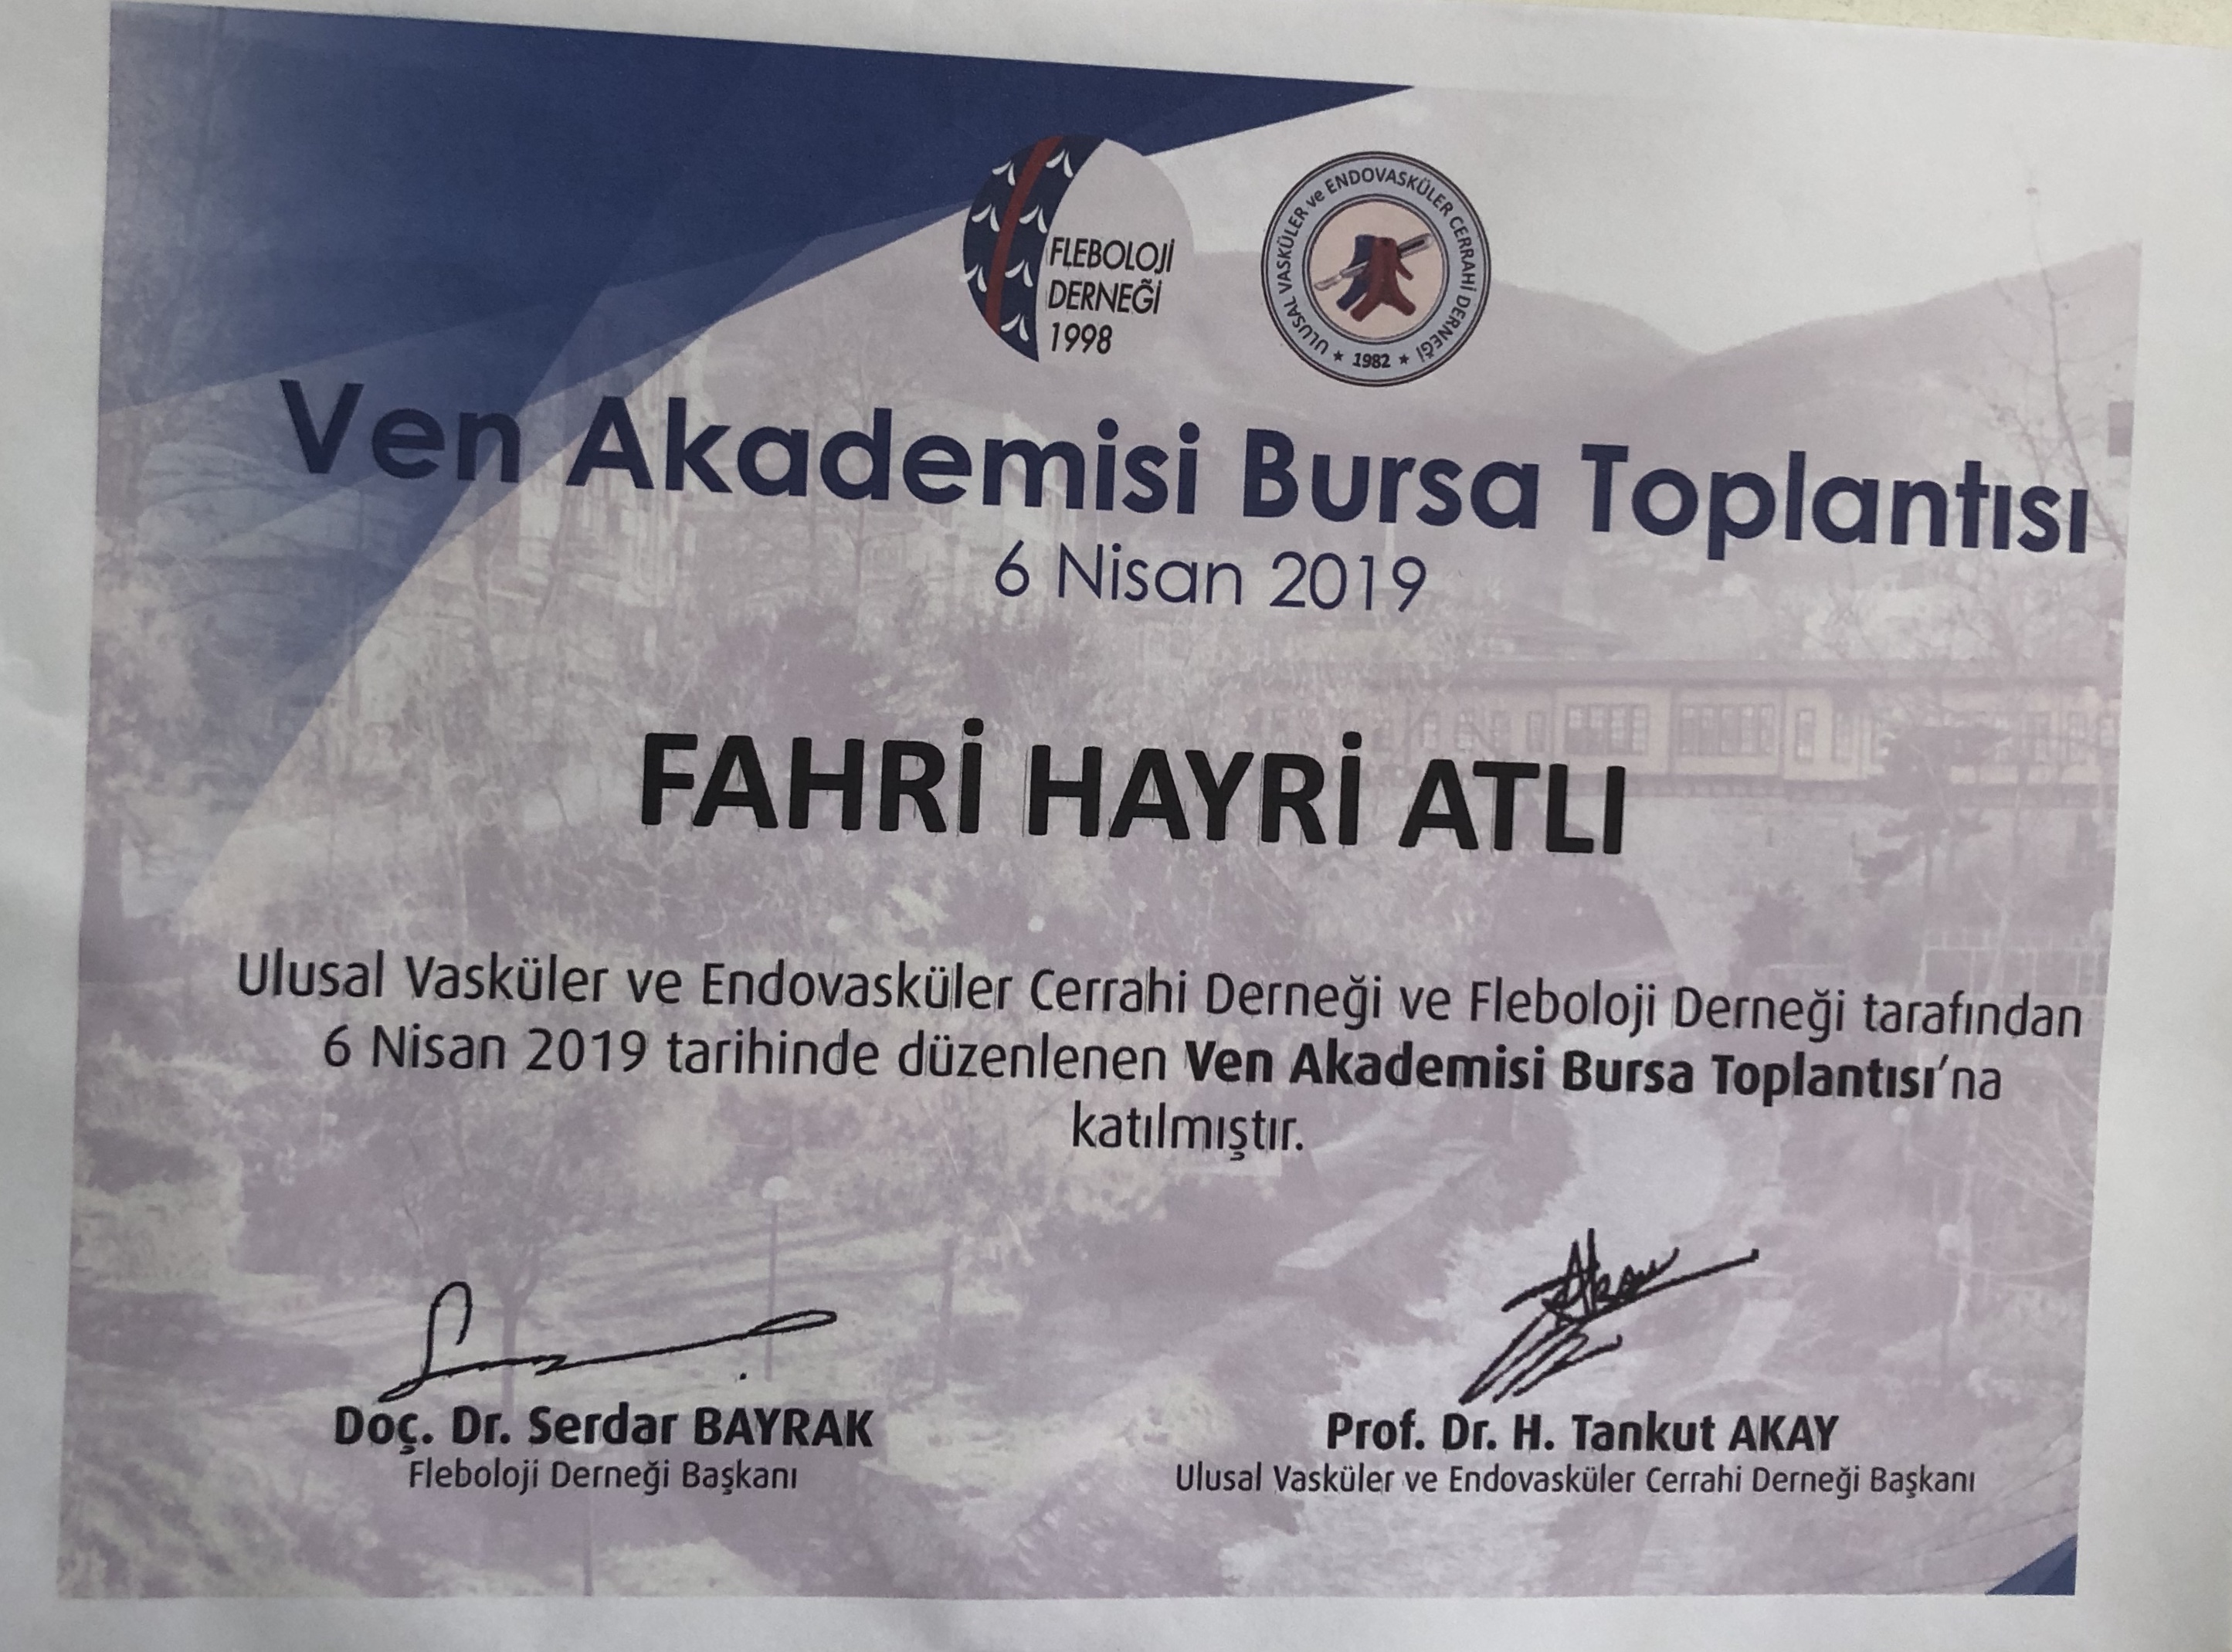 FLEBOLOJİ
DERNEĞİ
1998
ULUSAL VASKÜLER ve ENDOVASKÜLER CERRAHİ DERNEĞİ
★ 1982 ★
Ven Akademisi Bursa Toplantısı
6 Nisan 2019
FAHRİ HAYRİ ATLI
Ulusal Vasküler ve Endovasküler Cerrahi Derneği ve Fleboloji Derneği tarafından
6 Nisan 2019 tarihinde düzenlenen Ven Akademisi Bursa Toplantısı'na
katılmıştır.
Akay
Doç. Dr. Serdar BAYRAK
Fleboloji Derneği Başkanı
Prof. Dr. H. Tankut AKAY
Ulusal Vasküler ve Endovasküler Cerrahi Derneği Başkanı